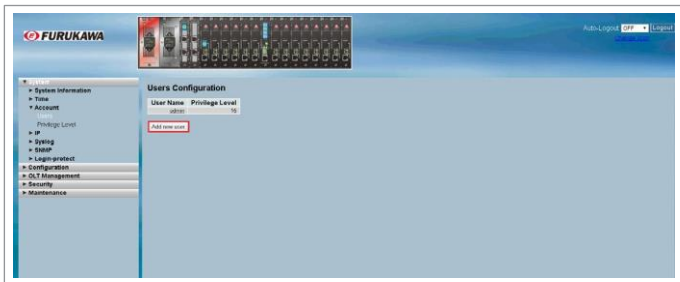 FURUKAWA
Auto-Logout OFF Logout
▼ System
► System Information
► Time
▼ Account
Users
Privilege Level
► IP
► Syslog
► SNMP
► Login-protect
► Configuration
► OLT Management
► Security
► Maintenance
Users Configuration
User Name Privilege Level
admin 15
Add new user